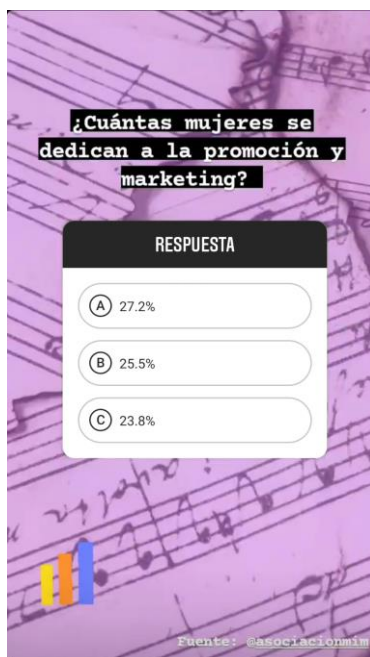 ¿Cuántas mujeres se
dedican a la promoción y
marketing?
RESPUESTA
A 27.2%
B 25.5%
C 23.8%
Fuente: @asociacionmim